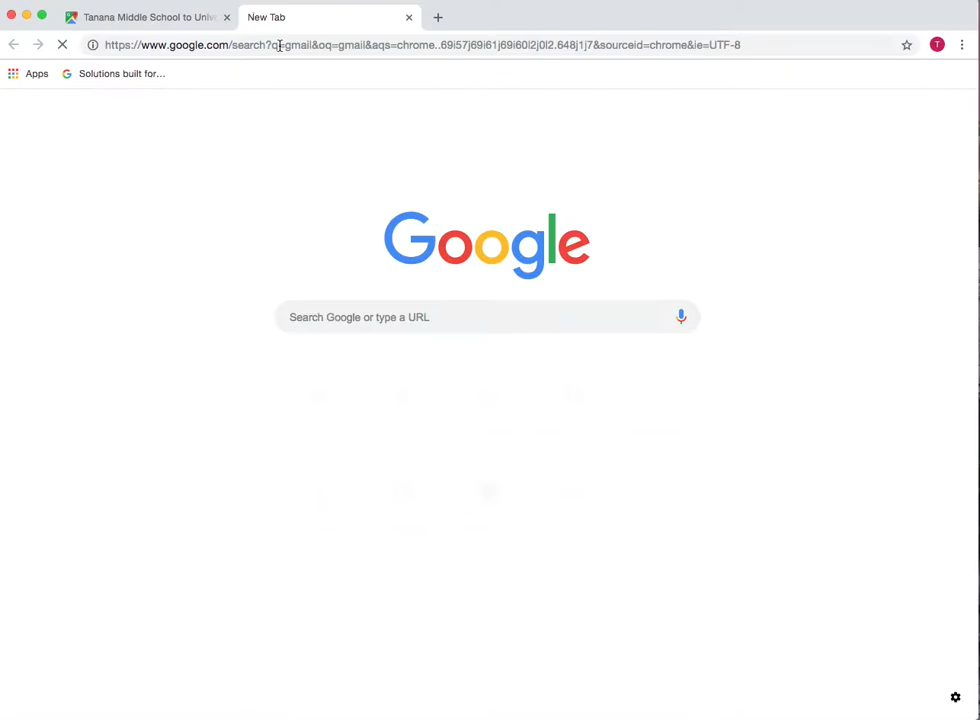 Tanana Middle School to Unive
New Tab
https://www.google.com/search?q=gmail&oq=gmail&aqs=chrome..69i57j69i61j69i60l2j0l2.648j1j7&sourceid=chrome&ie=UTF-8
T
Apps
Solutions built for...
Google
Search Google or type a URL